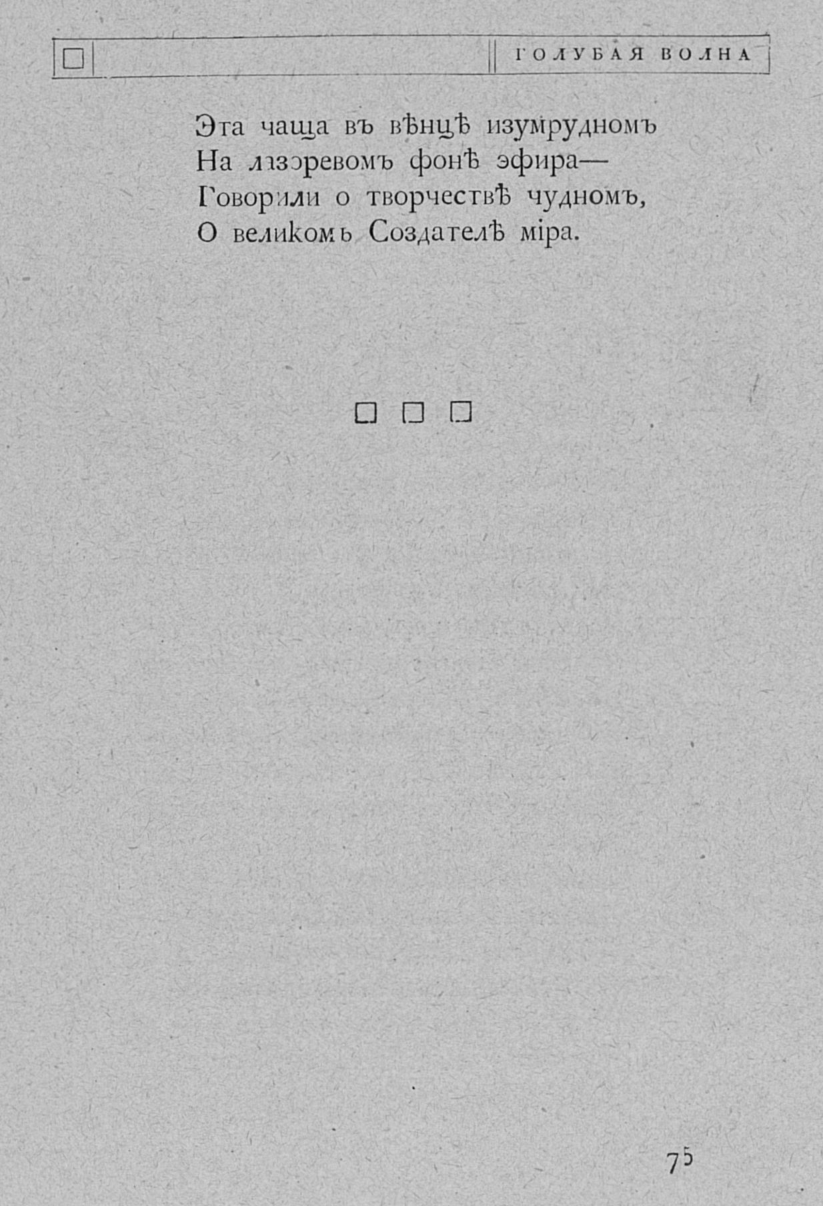 ГОЛУБАЯ ВОЛНА
Эта чаща въ вѣнцѣ изумрудномъ
На лазоревомъ фонѣ эфира—
Говорили о творчествѣ чудномъ,
О великомъ Создателѣ міра.
75